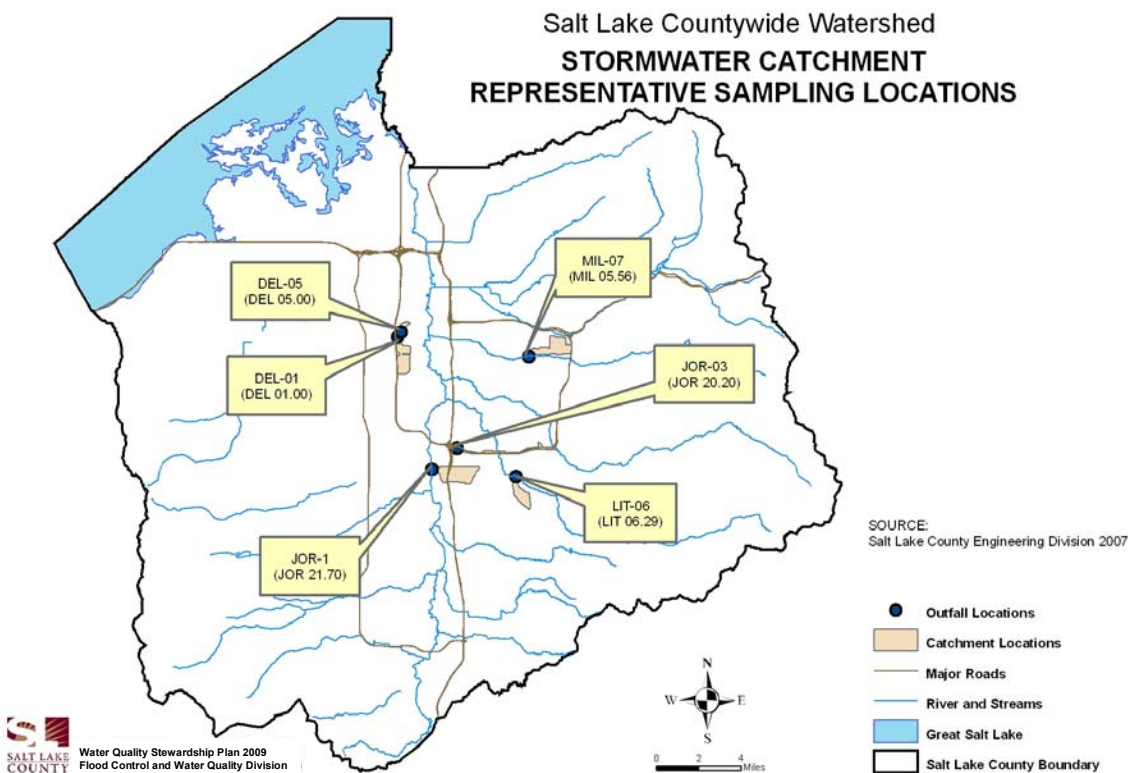 Salt Lake Countywide Watershed
STORMWATER CATCHMENT
REPRESENTATIVE SAMPLING LOCATIONS
MIL-07
(MIL 05.56)
DEL-05
(DEL 05.00)
DEL-01
(DEL 01.00)
JOR-03
(JOR 20.20)
LIT-06
(LIT 06.29)
JOR-1
(JOR 21.70)
SOURCE:
Salt Lake County Engineering Division 2007
Outfall Locations
Catchment Locations
Major Roads
River and Streams
Great Salt Lake
Salt Lake County Boundary
N
W E
S
0 2 4
Miles
SL
SALT LAKE
COUNTY
Water Quality Stewardship Plan 2009
Flood Control and Water Quality Division